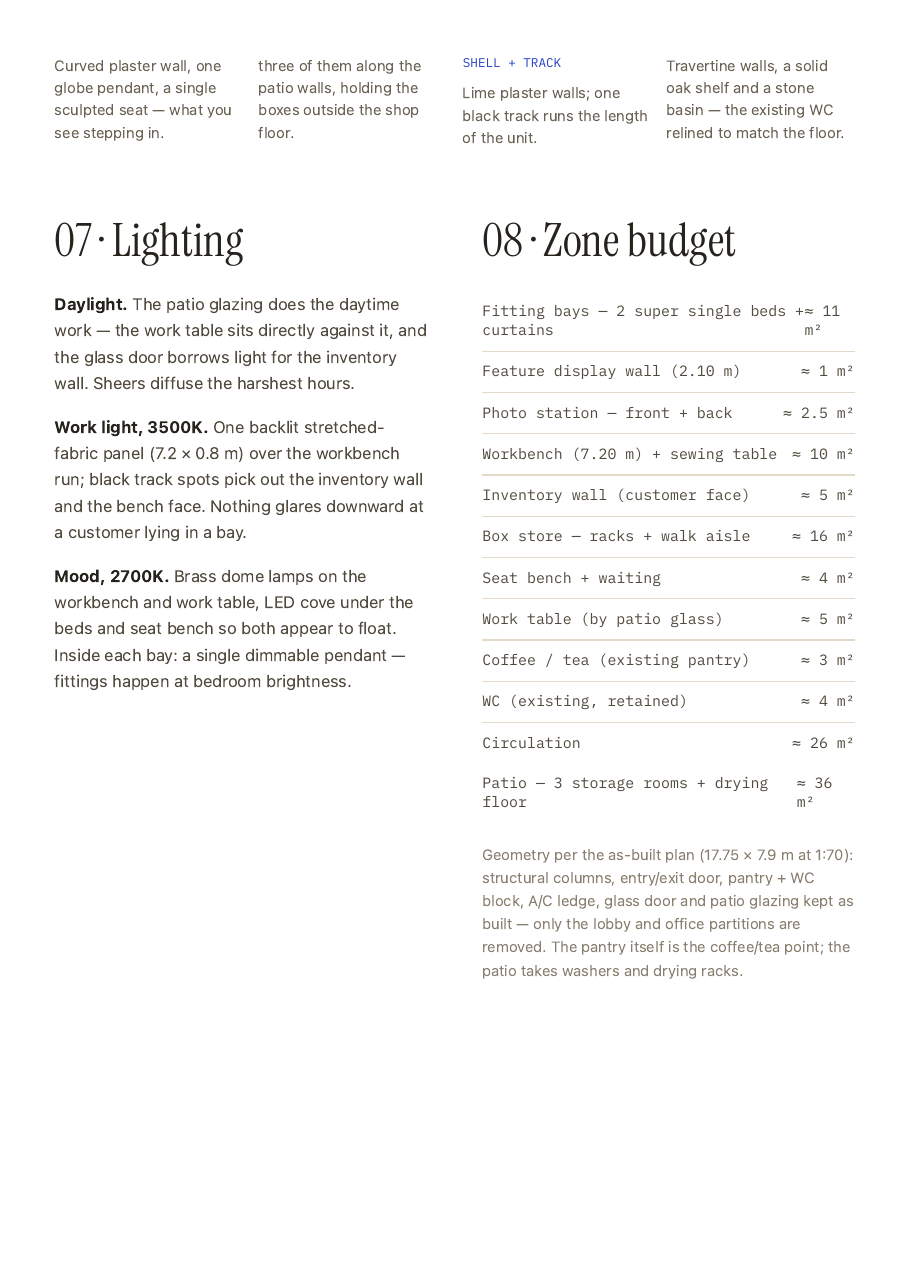 Curved plaster wall, one
globe pendant, a single
sculpted seat — what you
see stepping in.
three of them along the
patio walls, holding the
boxes outside the shop
floor.
SHELL + TRACK
Lime plaster walls; one
black track runs the length
of the unit.
Travertine walls, a solid
oak shelf and a stone
basin — the existing WC
relined to match the floor.
07 · Lighting
Daylight. The patio glazing does the daytime
work — the work table sits directly against it, and
the glass door borrows light for the inventory
wall. Sheers diffuse the harshest hours.
Work light, 3500K. One backlit stretched-
fabric panel (7.2 × 0.8 m) over the workbench
run; black track spots pick out the inventory wall
and the bench face. Nothing glares downward at
a customer lying in a bay.
Mood, 2700K. Brass dome lamps on the
workbench and work table, LED cove under the
beds and seat bench so both appear to float.
Inside each bay: a single dimmable pendant —
fittings happen at bedroom brightness.
08 · Zone budget
Fitting bays — 2 super single beds +≈ 11
curtains m²
Feature display wall (2.10 m) ≈ 1 m²
Photo station — front + back ≈ 2.5 m²
Workbench (7.20 m) + sewing table ≈ 10 m²
Inventory wall (customer face) ≈ 5 m²
Box store — racks + walk aisle ≈ 16 m²
Seat bench + waiting ≈ 4 m²
Work table (by patio glass) ≈ 5 m²
Coffee / tea (existing pantry) ≈ 3 m²
WC (existing, retained) ≈ 4 m²
Circulation ≈ 26 m²
Patio — 3 storage rooms + drying ≈ 36
floor m²
Geometry per the as-built plan (17.75 × 7.9 m at 1:70):
structural columns, entry/exit door, pantry + WC
block, A/C ledge, glass door and patio glazing kept as
built — only the lobby and office partitions are
removed. The pantry itself is the coffee/tea point; the
patio takes washers and drying racks.